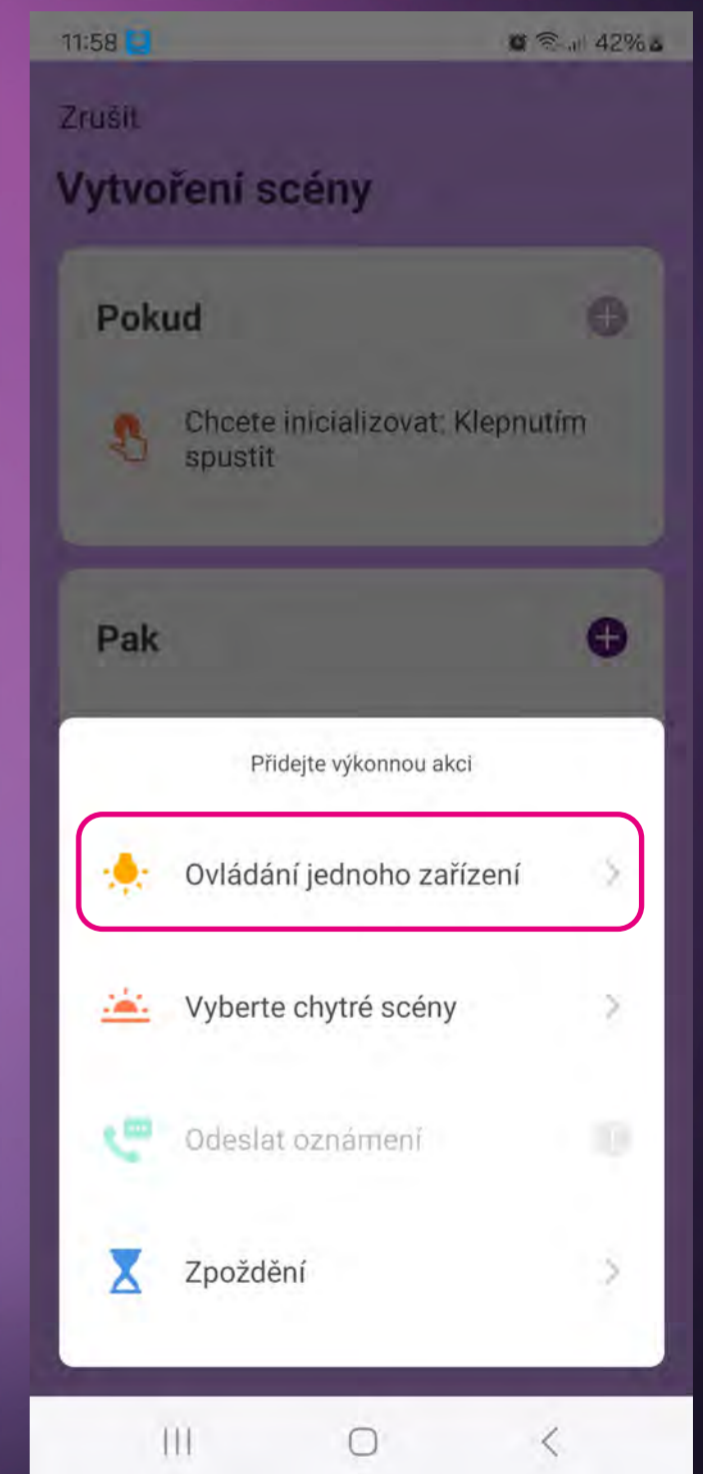 11:58
42%
Zrušit
Vytvoření scény
Pokud
Chcete inicializovat: Klepnutím
spustit
Pak
Přidejte výkonnou akci
Ovládání jednoho zařízení
Vyberte chytré scény
Odeslat oznámení
Zpoždění